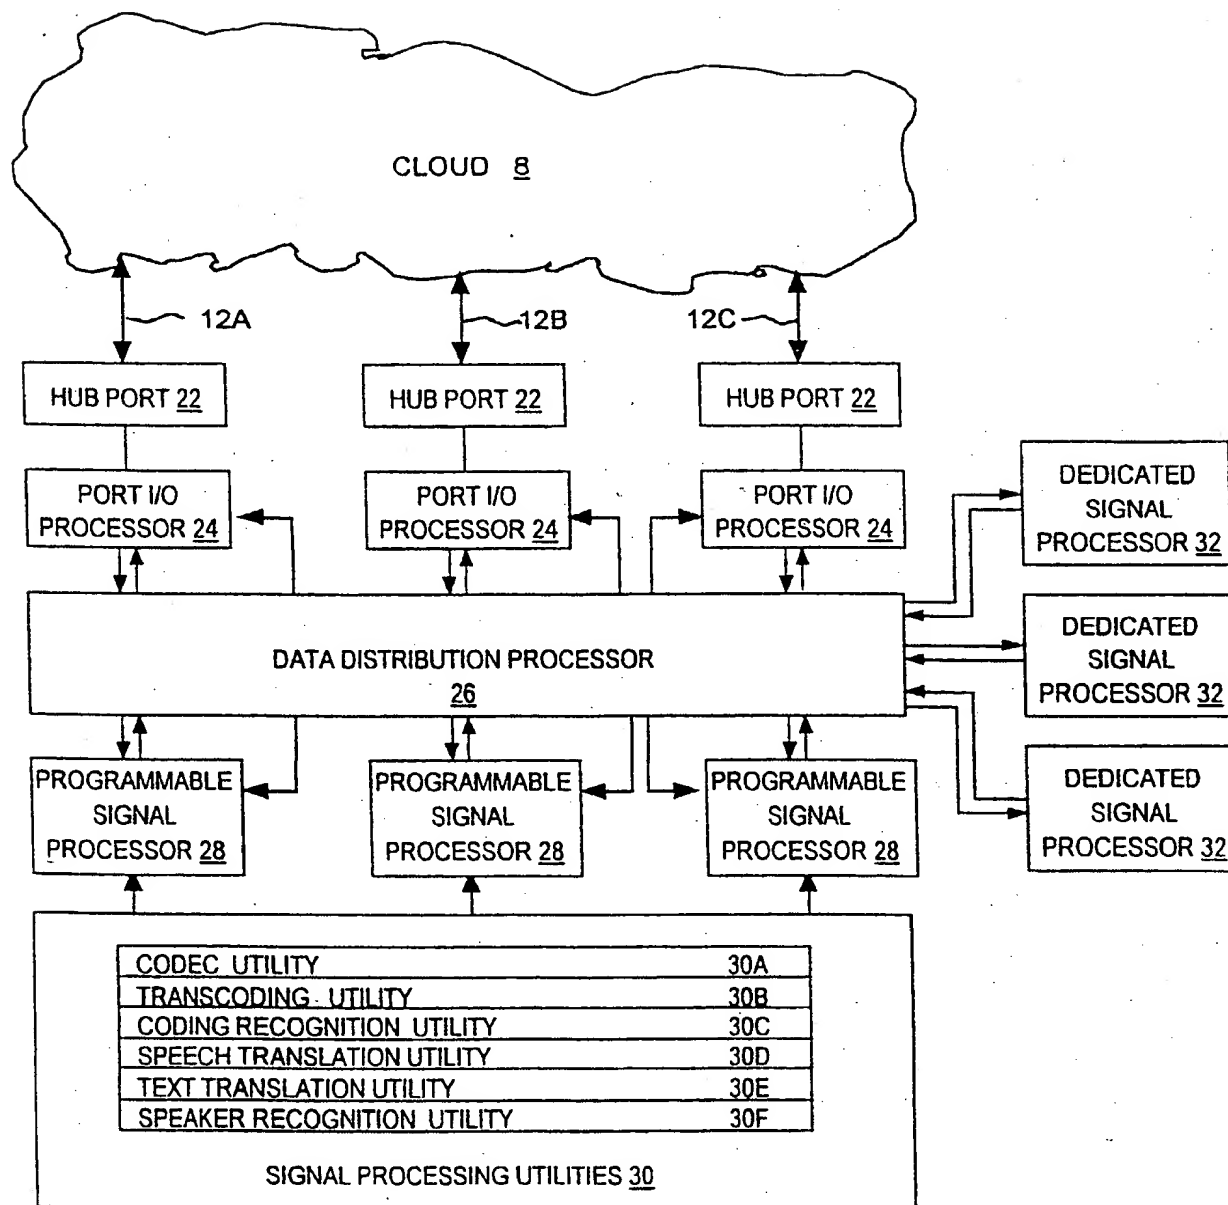 CLOUD 8
12A
12B
12C
HUB PORT 22
HUB PORT 22
HUB PORT 22
PORT I/O
PROCESSOR 24
PORT I/O
PROCESSOR 24
PORT I/O
PROCESSOR 24
DEDICATED
SIGNAL
PROCESSOR 32
DATA DISTRIBUTION PROCESSOR
26
DEDICATED
SIGNAL
PROCESSOR 32
PROGRAMMABLE
SIGNAL
PROCESSOR 28
PROGRAMMABLE
SIGNAL
PROCESSOR 28
PROGRAMMABLE
SIGNAL
PROCESSOR 28
DEDICATED
SIGNAL
PROCESSOR 32
CODEC UTILITY 30A
TRANSCODING UTILITY 30B
CODING RECOGNITION UTILITY 30C
SPEECH TRANSLATION UTILITY 30D
TEXT TRANSLATION UTILITY 30E
SPEAKER RECOGNITION UTILITY 30F
SIGNAL PROCESSING UTILITIES 30